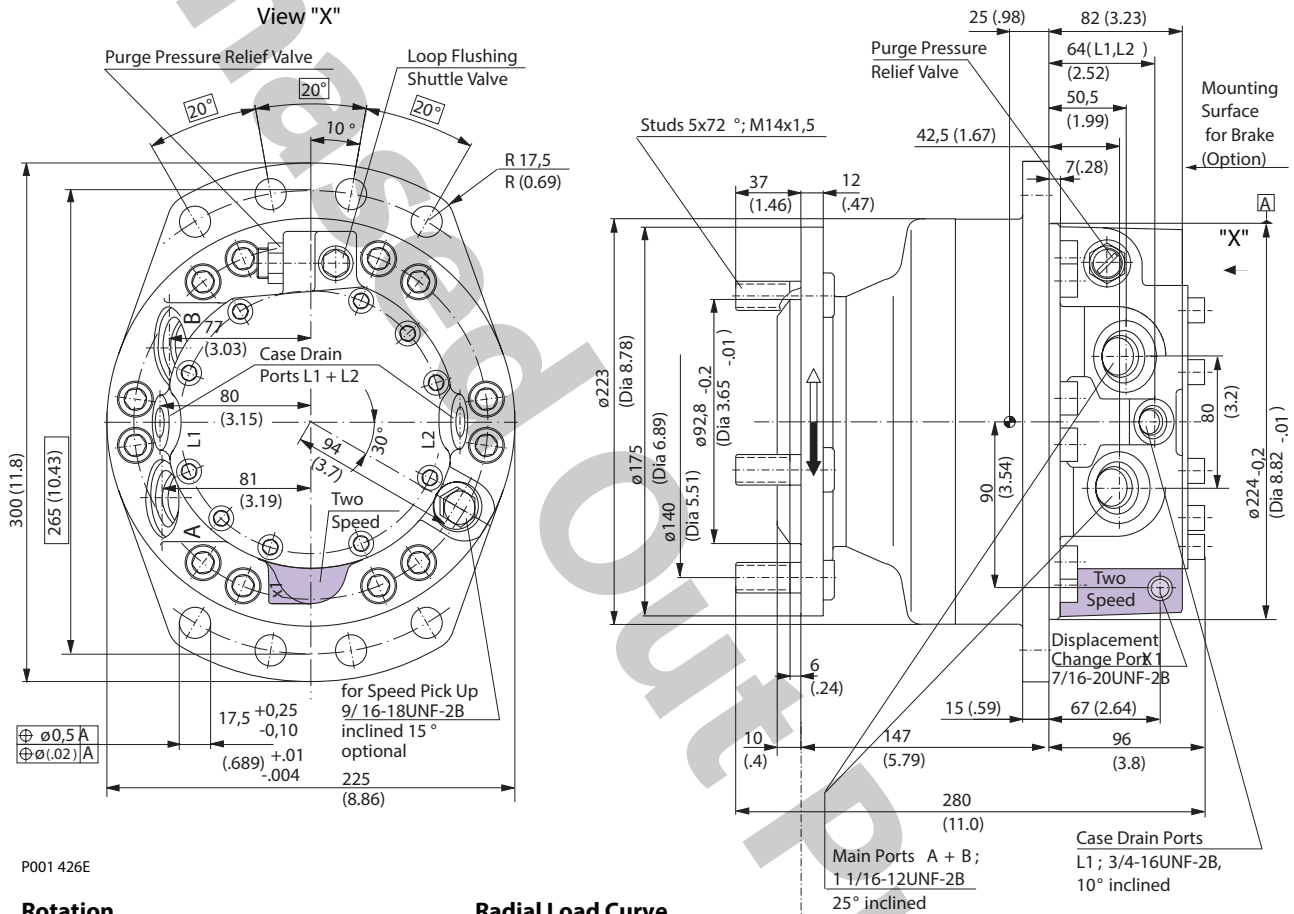 View "X"
Purge Pressure Relief Valve
Loop Flushing
Shuttle Valve
20°
20°
20°
10 °
R 17,5
R (0.69)
300 (11.8)
265 (10.43)
B
77
(3.03)
Case Drain
Ports L1 + L2
80
(3.15)
L1
L2
94
(3.7)
30°
81
(3.19)
A
Two
Speed
x1
for Speed Pick Up
9/ 16-18UNF-2B
inclined 15 °
optional
17,5 +0,25
-0,10
(.689) +.01
-.004
⌖ ø0,5 A
⌖ ø(.02) A
225
(8.86)
25 (.98)
82 (3.23)
Purge Pressure
Relief Valve
64( L1,L2 )
(2.52)
50,5
(1.99)
42,5 (1.67)
7(.28)
Mounting
Surface
for Brake
(Option)
A
"X"
Studs 5x72 °; M14x1,5
37
(1.46)
12
(.47)
ø223
(Dia 8.78)
ø175
(Dia 6.89)
ø140
(Dia 5.51)
ø92,8 -0.2
(Dia 3.65 -.01 )
90
(3.54)
80
(3.2)
ø224-0,2
(Dia 8.82 -.01 )
Two
Speed
Displacement
Change Port X 1
7/16-20UNF-2B
6
(.24)
15 (.59)
67 (2.64)
10
(.4)
147
(5.79)
96
(3.8)
280
(11.0)
Main Ports A + B ;
1 1/16-12UNF-2B
25° inclined
Case Drain Ports
L1 ; 3/4-16UNF-2B,
10° inclined
P001 426E
Rotation
Radial Load Curve
hased Out P